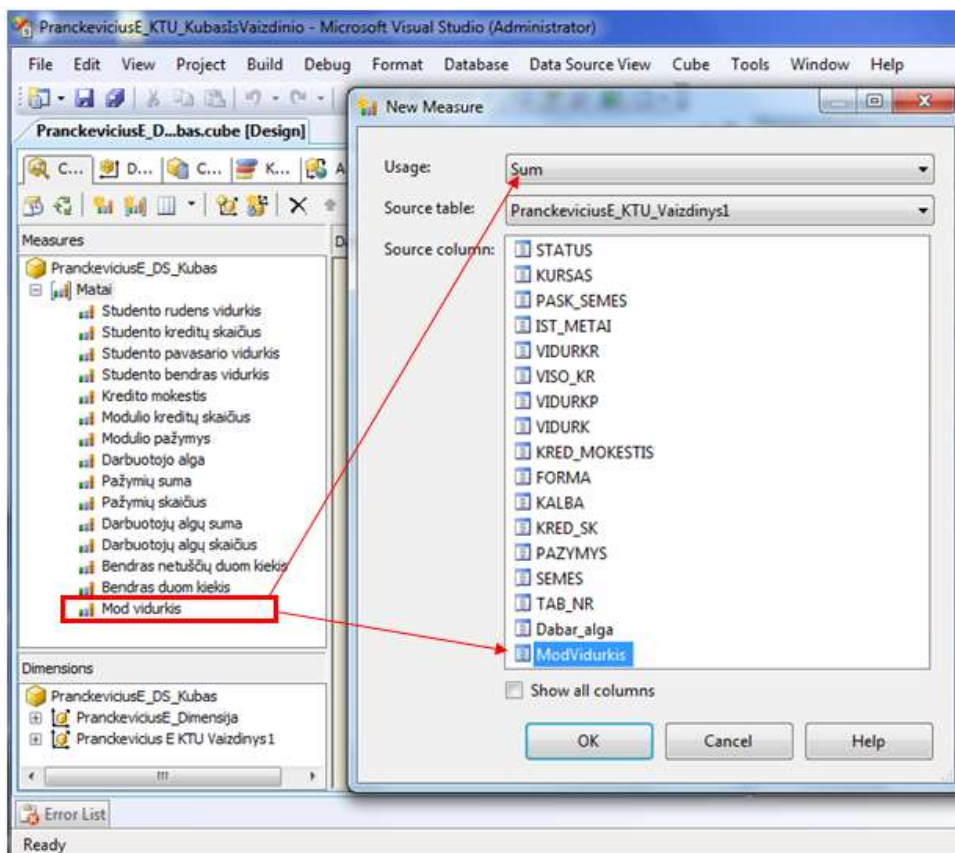 PranckeviciusE_KTU_KubasIsVaizdinio - Microsoft Visual Studio (Administrator)
File Edit View Project Build Debug Format Database Data Source View Cube Tools Window Help
PranckeviciusE_D...bas.cube [Design]
C... D... C... K... A
Measures
PranckeviciusE_DS_Kubas
Matai
Studento rudens vidurkis
Studento kreditų skaičius
Studento pavasario vidurkis
Studento bendras vidurkis
Kredito mokestis
Modulio kreditų skaičius
Modulio pažymys
Darbuotojo alga
Pažymių suma
Pažymių skaičius
Darbuotojų algų suma
Darbuotojų algų skaičius
Bendras netuščių duom kiekis
Bendras duom kiekis
Mod vidurkis
Dimensions
PranckeviciusE_DS_Kubas
PranckeviciusE_Dimensija
Pranckevicius E KTU Vaizdinys1
Error List
Ready
New Measure
Usage: Sum
Source table: PranckeviciusE_KTU_Vaizdinys1
Source column:
STATUS
KURSAS
PASK_SEMES
IST_METAI
VIDURKR
VISO_KR
VIDURKP
VIDURK
KRED_MOKESTIS
FORMA
KALBA
KRED_SK
PAZYMYS
SEMES
TAB_NR
Dabar_alga
ModVidurkis
Show all columns
OK Cancel Help